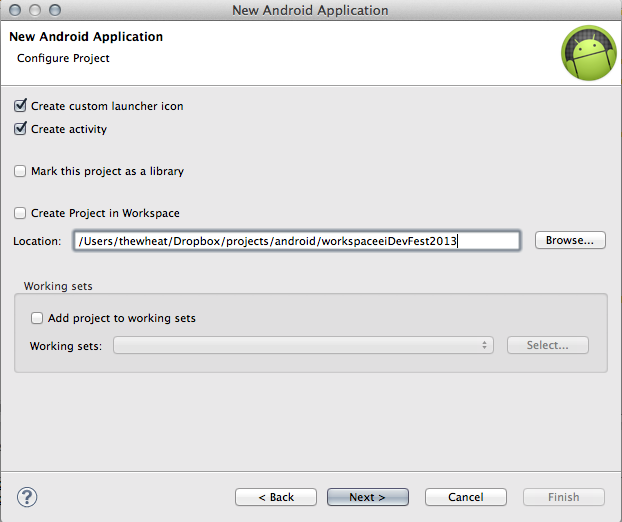 New Android Application
New Android Application
Configure Project
Create custom launcher icon
Create activity
Mark this project as a library
Create Project in Workspace
Location: /Users/thewheat/Dropbox/projects/android/workspaceeiDevFest2013 Browse...
Working sets
Add project to working sets
Working sets: Select...
? < Back Next > Cancel Finish